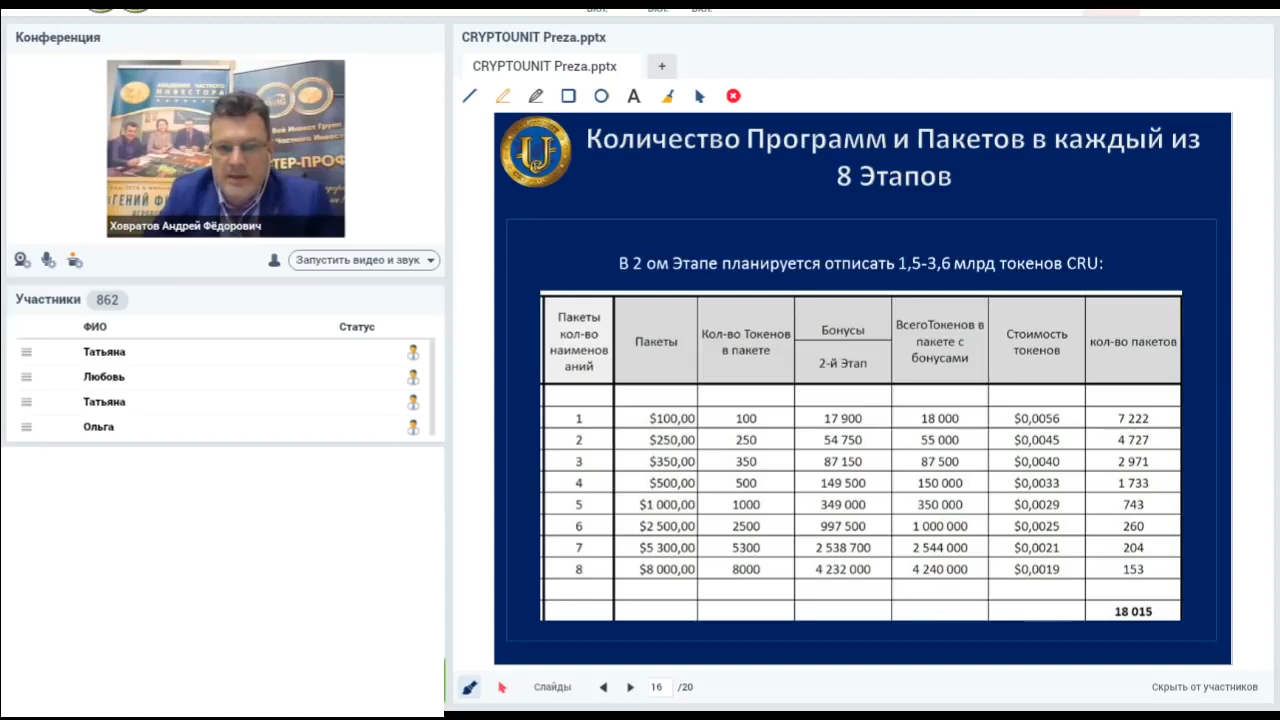 Конференция
АКАДЕМИЯ ЧАСТНОГО
ИНВЕСТОРА
Ховратов Андрей Фёдорович
Запустить видео и звук
Участники 862
ФИО Статус
Татьяна
Любовь
Татьяна
Ольга
CRYPTOUNIT Preza.pptx
CRYPTOUNIT Preza.pptx +
Количество Программ и Пакетов в каждый из
8 Этапов
В 2 ом Этапе планируется отписать 1,5-3,6 млрд токенов CRU:
Пакеты кол-во наименов аний Пакеты Кол-во Токенов в пакете Бонусы 2-й Этап ВсегоТокенов в пакете с бонусами Стоимость токенов кол-во пакетов
1 $100,00 100 17 900 18 000 $0,0056 7 222
2 $250,00 250 54 750 55 000 $0,0045 4 727
3 $350,00 350 87 150 87 500 $0,0040 2 971
4 $500,00 500 149 500 150 000 $0,0033 1 733
5 $1 000,00 1000 349 000 350 000 $0,0029 743
6 $2 500,00 2500 997 500 1 000 000 $0,0025 260
7 $5 300,00 5300 2 538 700 2 544 000 $0,0021 204
8 $8 000,00 8000 4 232 000 4 240 000 $0,0019 153
18 015
Слайды 16 /20 Скрыть от участников